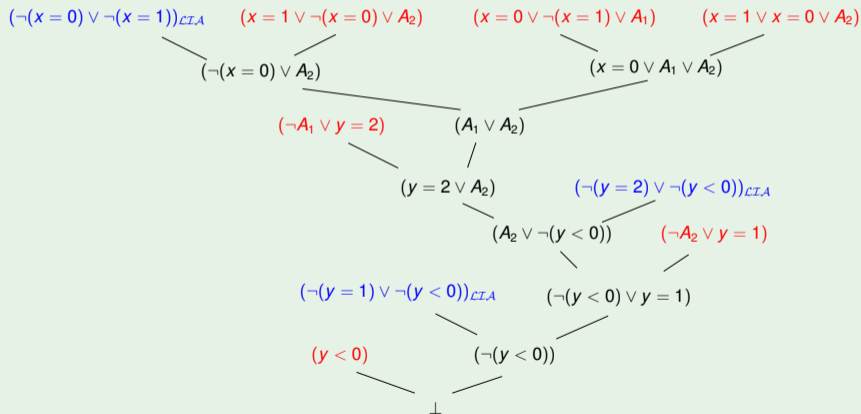 (¬(x = 0) ∨ ¬(x = 1))_LIA (x = 1 ∨ ¬(x = 0) ∨ A₂) (x = 0 ∨ ¬(x = 1) ∨ A₁) (x = 1 ∨ x = 0 ∨ A₂)
(¬(x = 0) ∨ A₂) (x = 0 ∨ A₁ ∨ A₂)
(¬A₁ ∨ y = 2) (A₁ ∨ A₂)
(y = 2 ∨ A₂) (¬(y = 2) ∨ ¬(y < 0))_LIA
(A₂ ∨ ¬(y < 0)) (¬A₂ ∨ y = 1)
(¬(y = 1) ∨ ¬(y < 0))_LIA (¬(y < 0) ∨ y = 1)
(y < 0) (¬(y < 0))
⊥